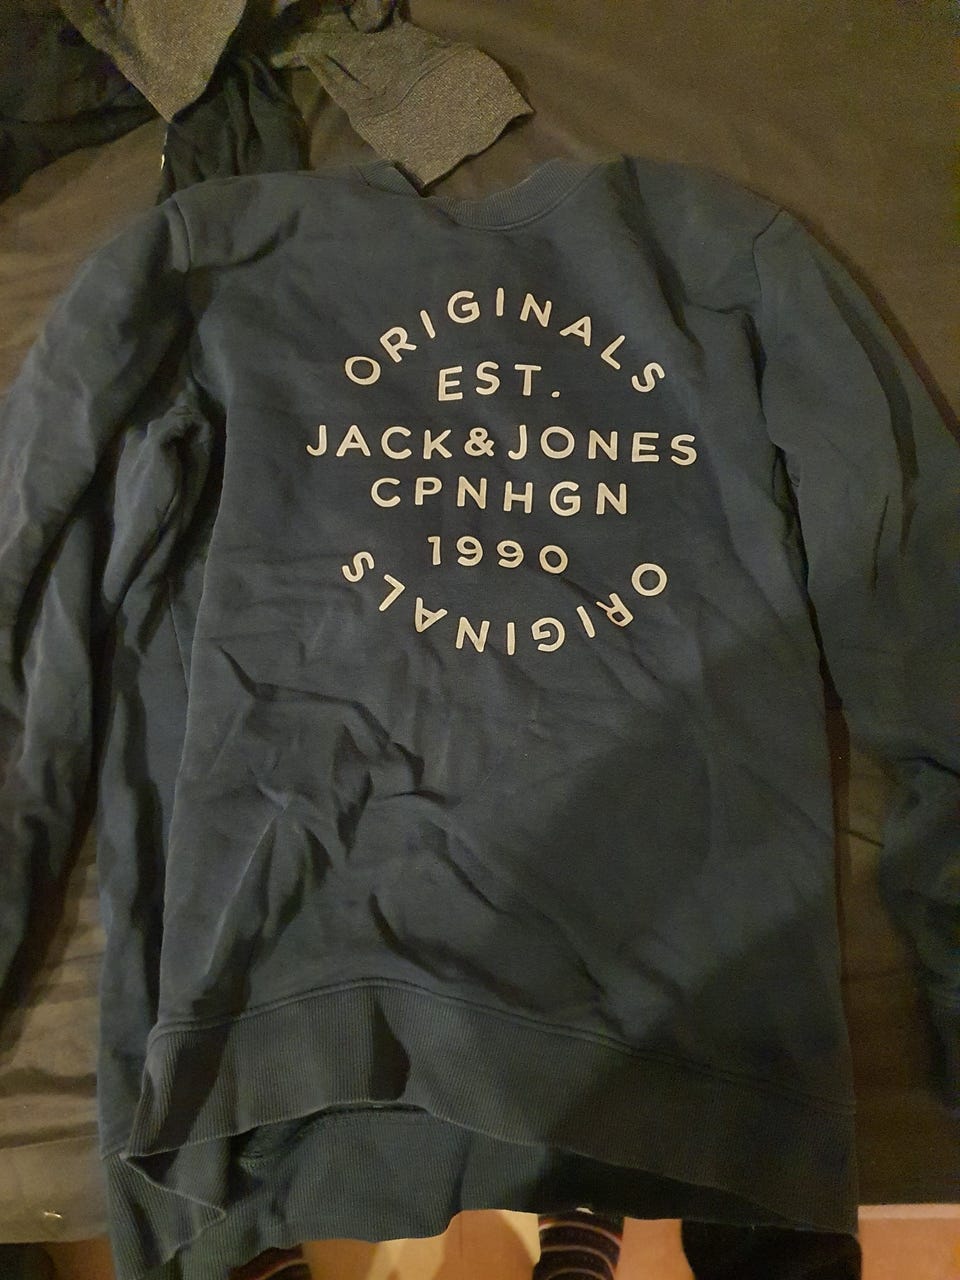 ORIGINALS
EST.
JACK&JONES
CPNHGN
1990
ORIGINALS